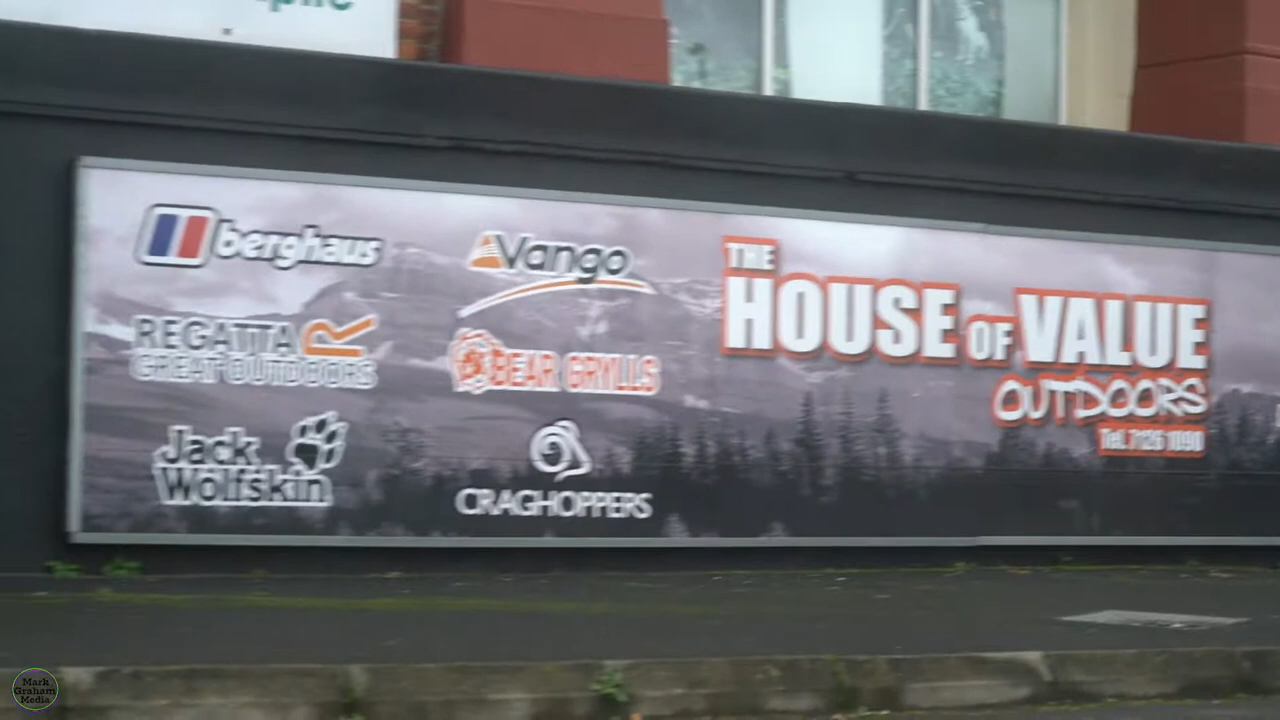 berghaus
REGATTA
GREAT OUTDOORS
Jack
Wolfskin
Vango
BEAR GRYLLS
CRAGHOPPERS
THE
HOUSE OF VALUE
OUTDOORS
Tel. 7126 1090
Mark
Graham
Media